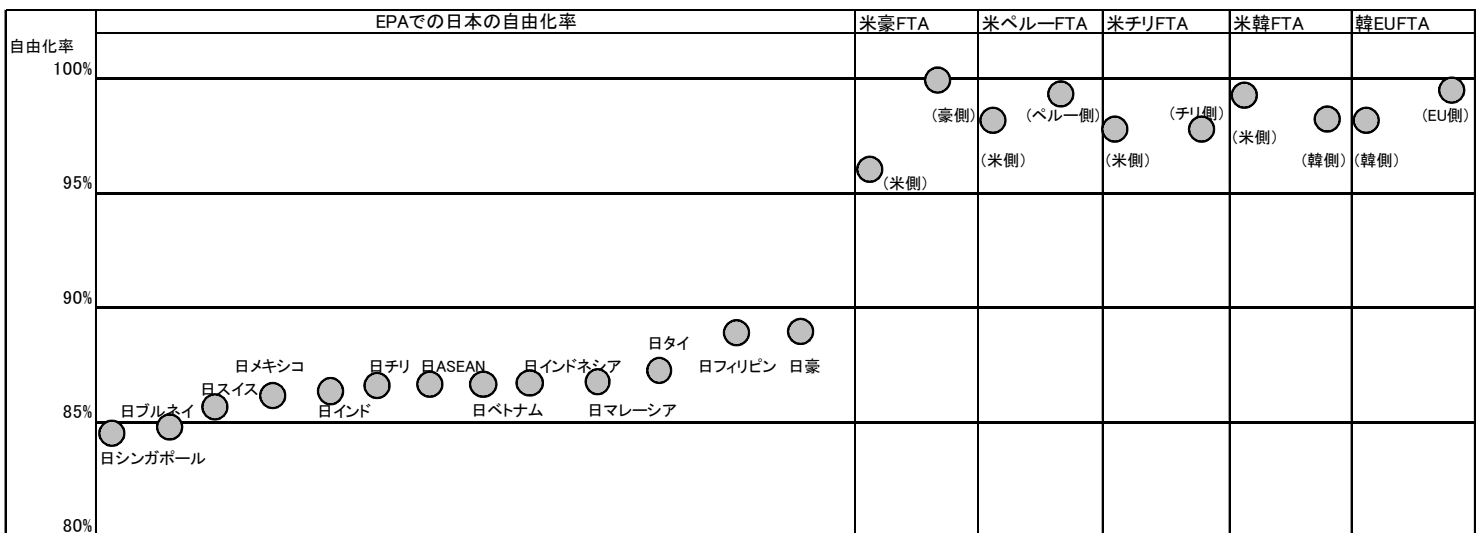 EPAでの日本の自由化率
米豪FTA
米ペルーFTA
米チリFTA
米韓FTA
韓EUFTA
自由化率
100%
(豪側)
(ペルー側)
(チリ側)
(EU側)
(米側)
(米側)
(米側)
(韓側)
(韓側)
95%
(米側)
90%
日タイ
日メキシコ
日チリ
日ASEAN
日インドネシア
日フィリピン
日豪
日スイス
日ブルネイ
日インド
日ベトナム
日マレーシア
85%
日シンガポール
80%